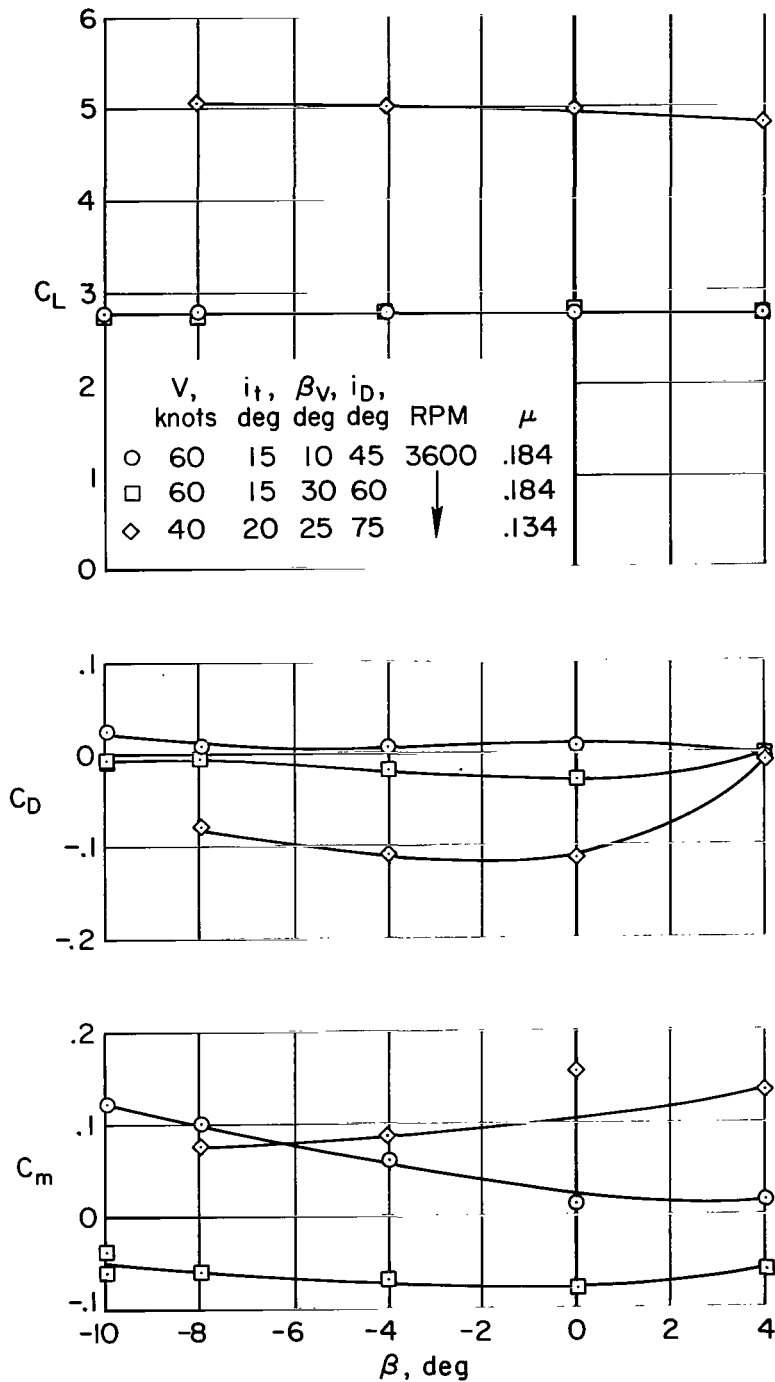 6
5
4
C_L 3
2
1
0
V, i_t, β_V, i_D,
knots deg deg deg RPM μ
○ 60 15 10 45 3600 .184
□ 60 15 30 60 .184
◇ 40 20 25 75 .134
.1
0
C_D
-.1
-.2
.2
.1
C_m
0
-.1
-10 -8 -6 -4 -2 0 2 4
β, deg